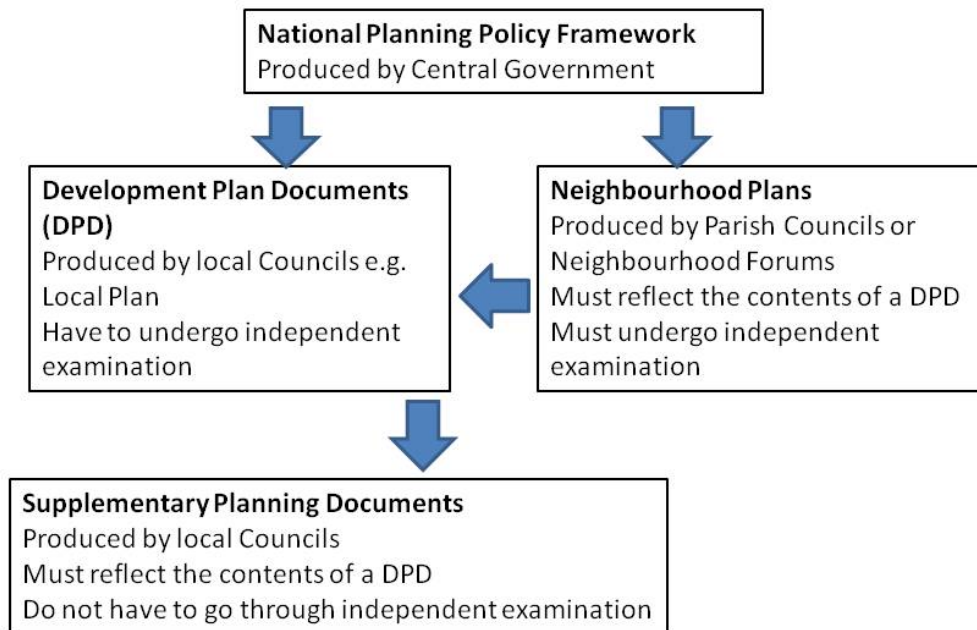 National Planning Policy Framework
Produced by Central Government
Development Plan Documents
(DPD)
Produced by local Councils e.g.
Local Plan
Have to undergo independent
examination
Neighbourhood Plans
Produced by Parish Councils or
Neighbourhood Forums
Must reflect the contents of a DPD
Must undergo independent
examination
Supplementary Planning Documents
Produced by local Councils
Must reflect the contents of a DPD
Do not have to go through independent examination